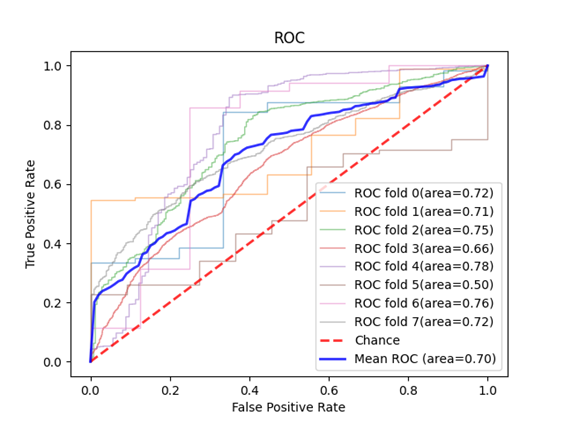 ROC
True Positive Rate
1.0
0.8
0.6
0.4
0.2
0.0
ROC fold 0(area=0.72)
ROC fold 1(area=0.71)
ROC fold 2(area=0.75)
ROC fold 3(area=0.66)
ROC fold 4(area=0.78)
ROC fold 5(area=0.50)
ROC fold 6(area=0.76)
ROC fold 7(area=0.72)
Chance
Mean ROC (area=0.70)
0.0 0.2 0.4 0.6 0.8 1.0
False Positive Rate